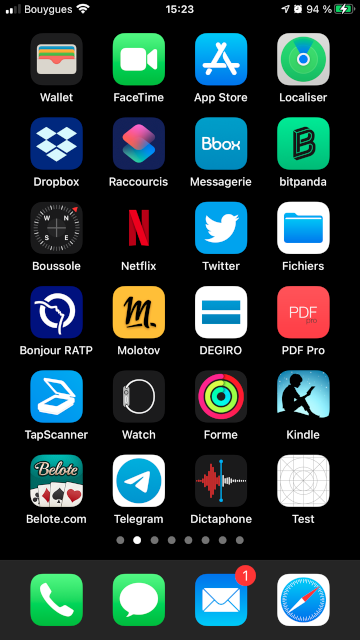 Bouygues 15:23 94 %
Wallet FaceTime App Store Localiser
Bbox
Dropbox Raccourcis Messagerie bitpanda
N W E S
Boussole Netflix Twitter Fichiers
PDF pro
Bonjour RATP Molotov DEGIRO PDF Pro
TapScanner Watch Forme Kindle
Belote
Belote.com Telegram Dictaphone Test
1